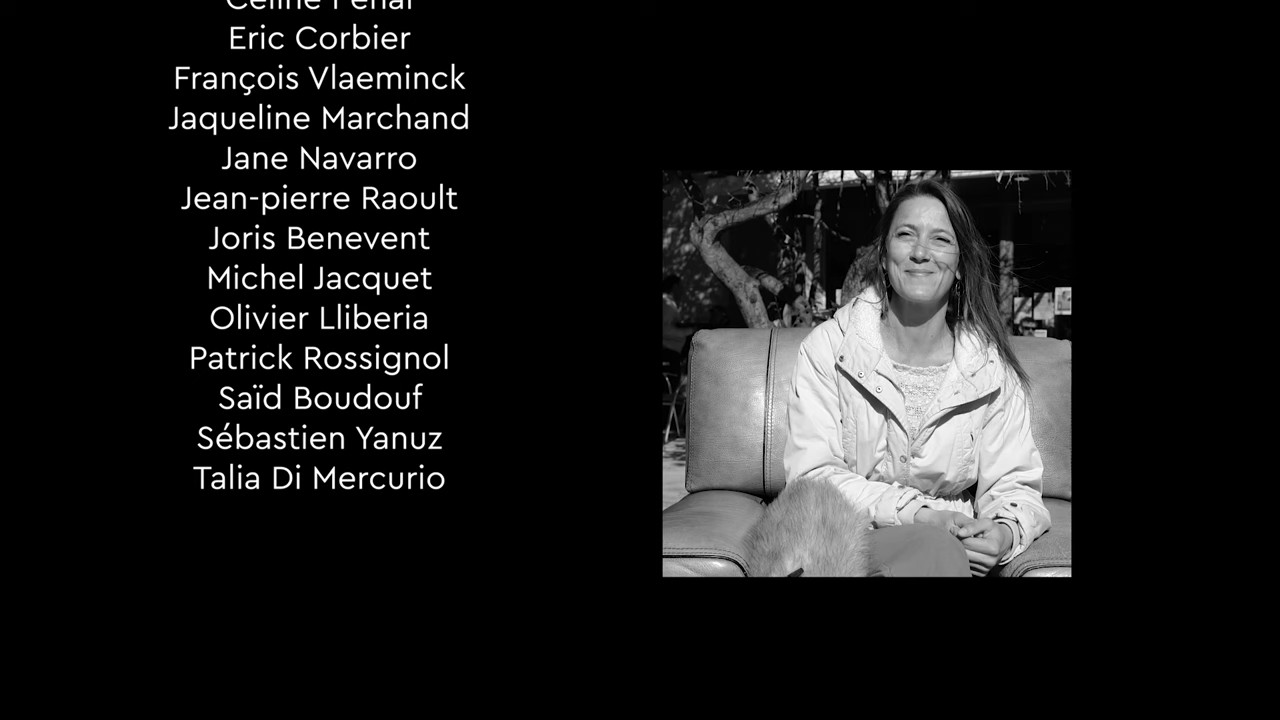 Eric Corbier
François Vlaeminck
Jaqueline Marchand
Jane Navarro
Jean-pierre Raoult
Joris Benevent
Michel Jacquet
Olivier Lliberia
Patrick Rossignol
Saïd Boudouf
Sébastien Yanuz
Talia Di Mercurio